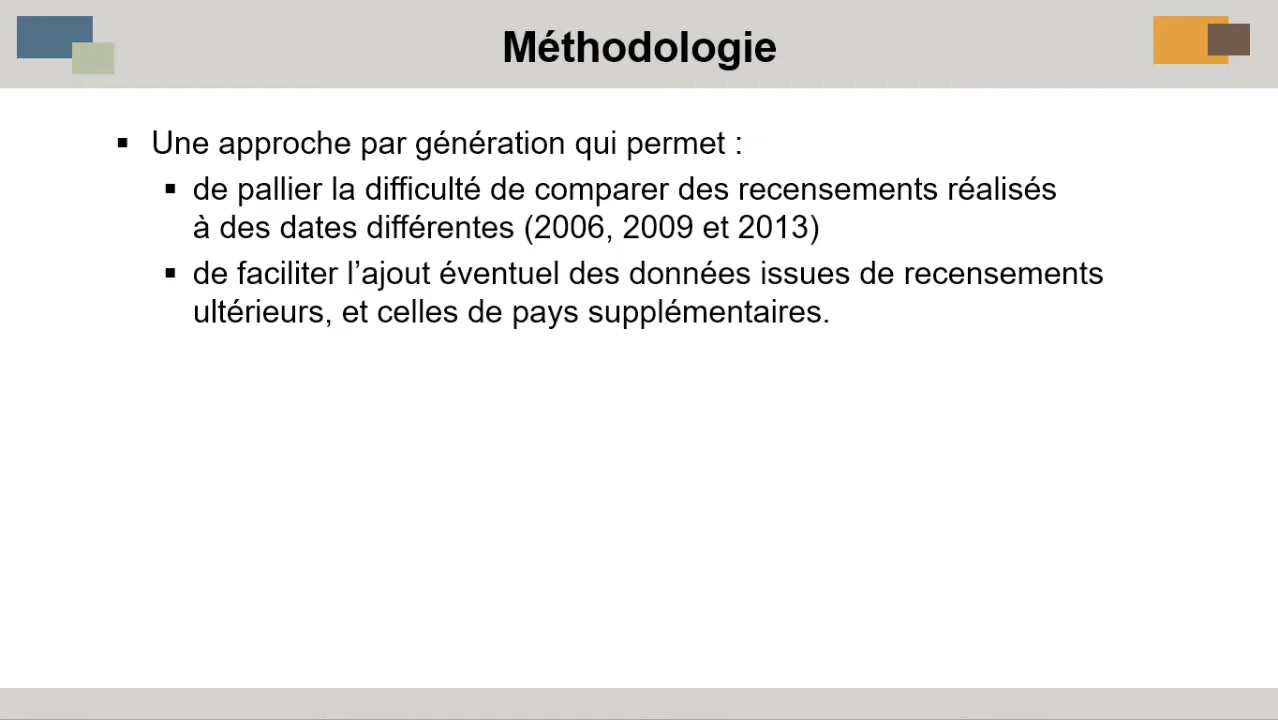 Méthodologie
▪ Une approche par génération qui permet :
▪ de pallier la difficulté de comparer des recensements réalisés
à des dates différentes (2006, 2009 et 2013)
▪ de faciliter l’ajout éventuel des données issues de recensements
ultérieurs, et celles de pays supplémentaires.